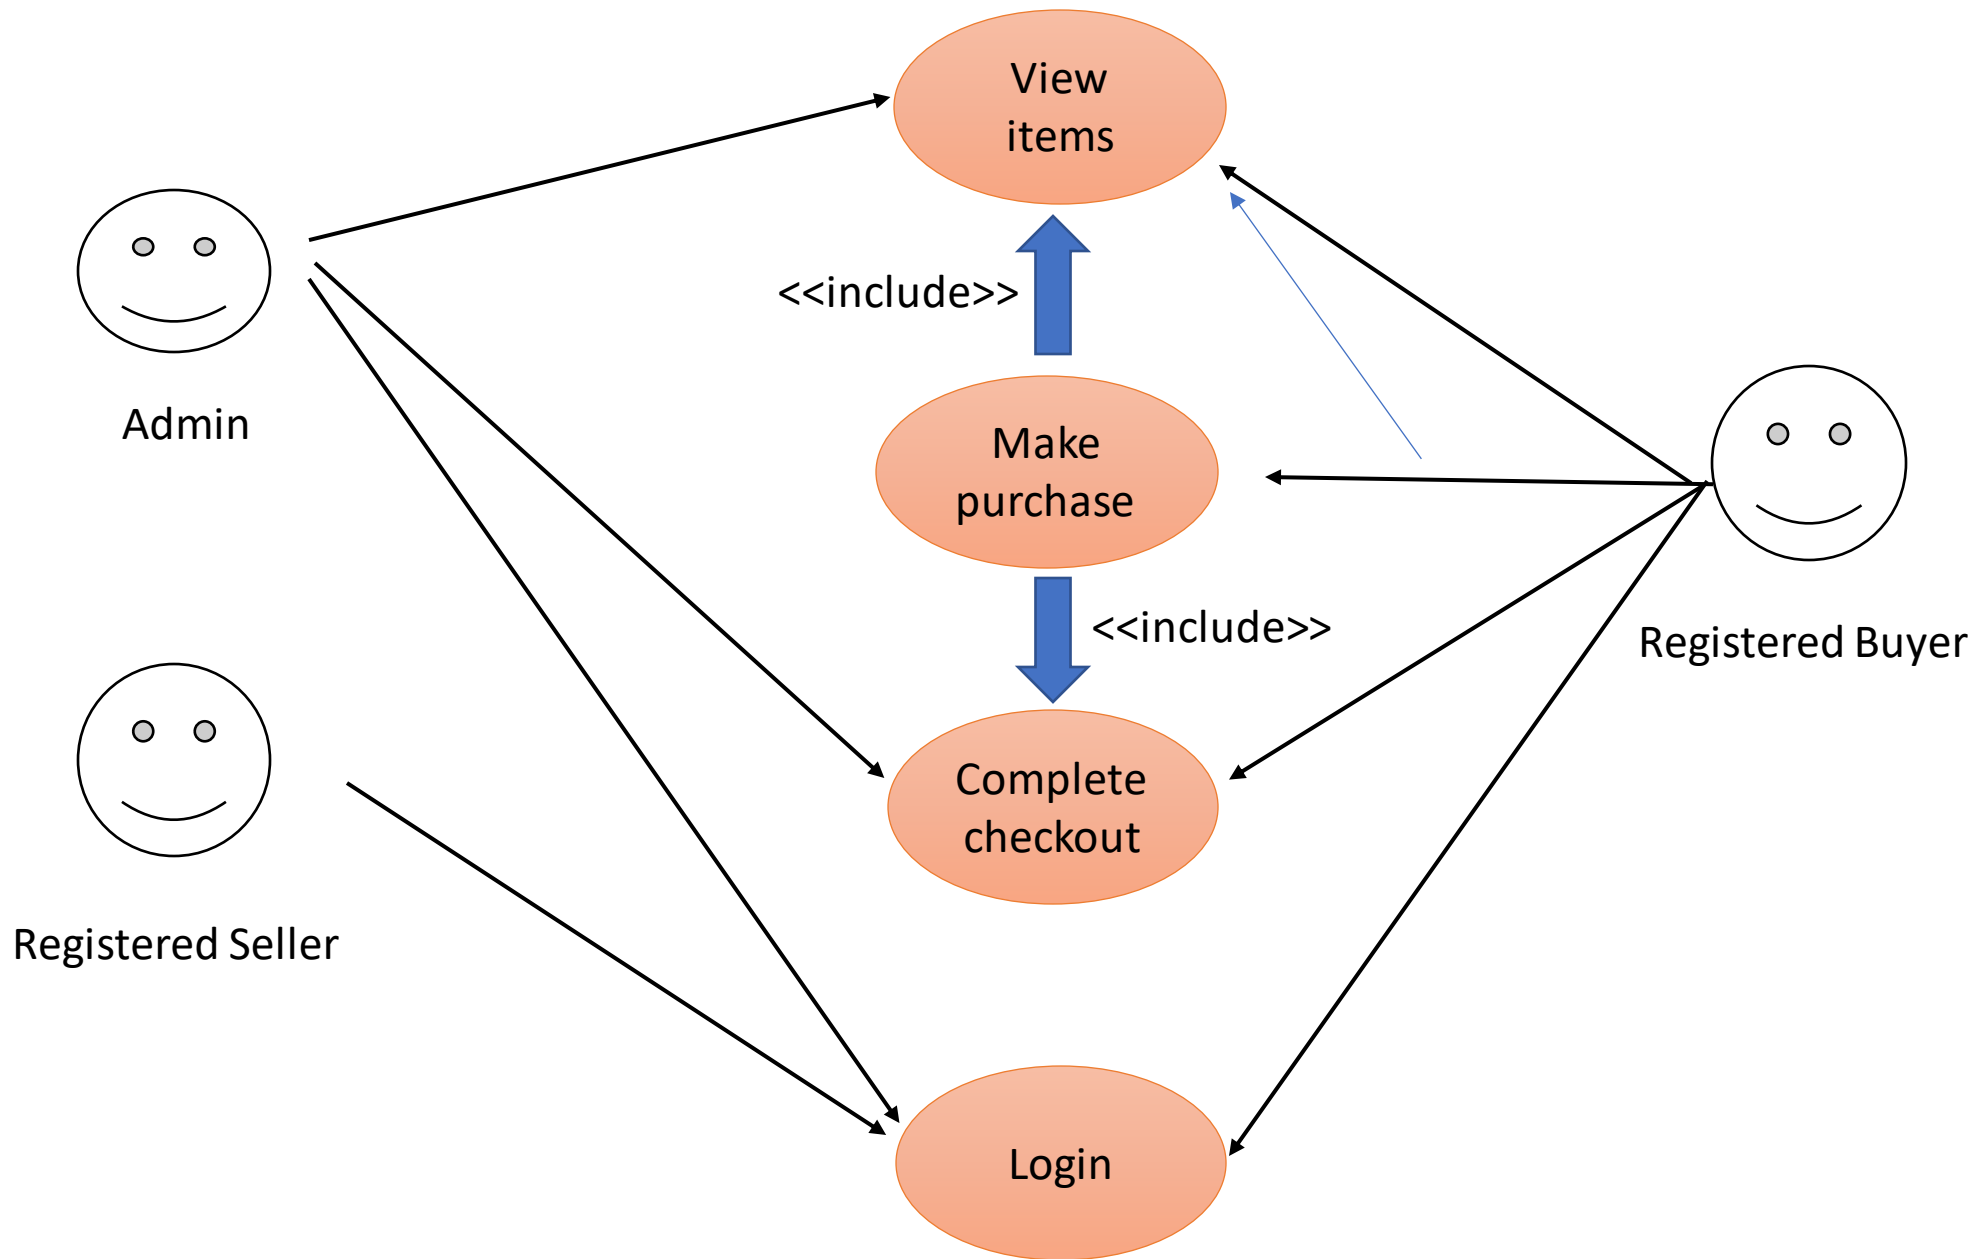 View
items
<<include>>
Admin
Make
purchase
<<include>>
Registered Buyer
Complete
checkout
Registered Seller
Login